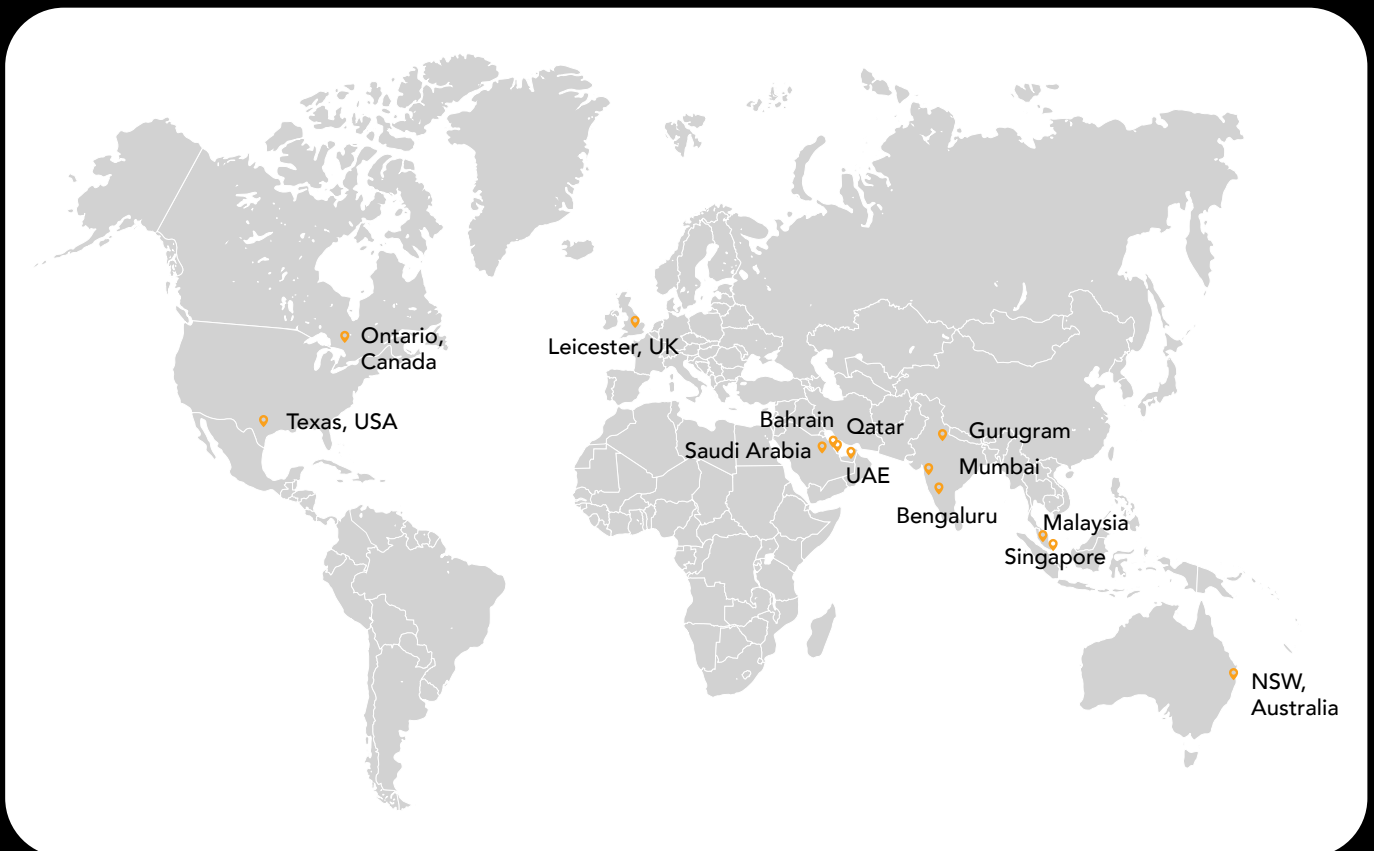 Ontario,
Canada
Leicester, UK
Texas, USA
Bahrain
Qatar
Saudi Arabia
UAE
Gurugram
Mumbai
Bengaluru
Malaysia
Singapore
NSW,
Australia